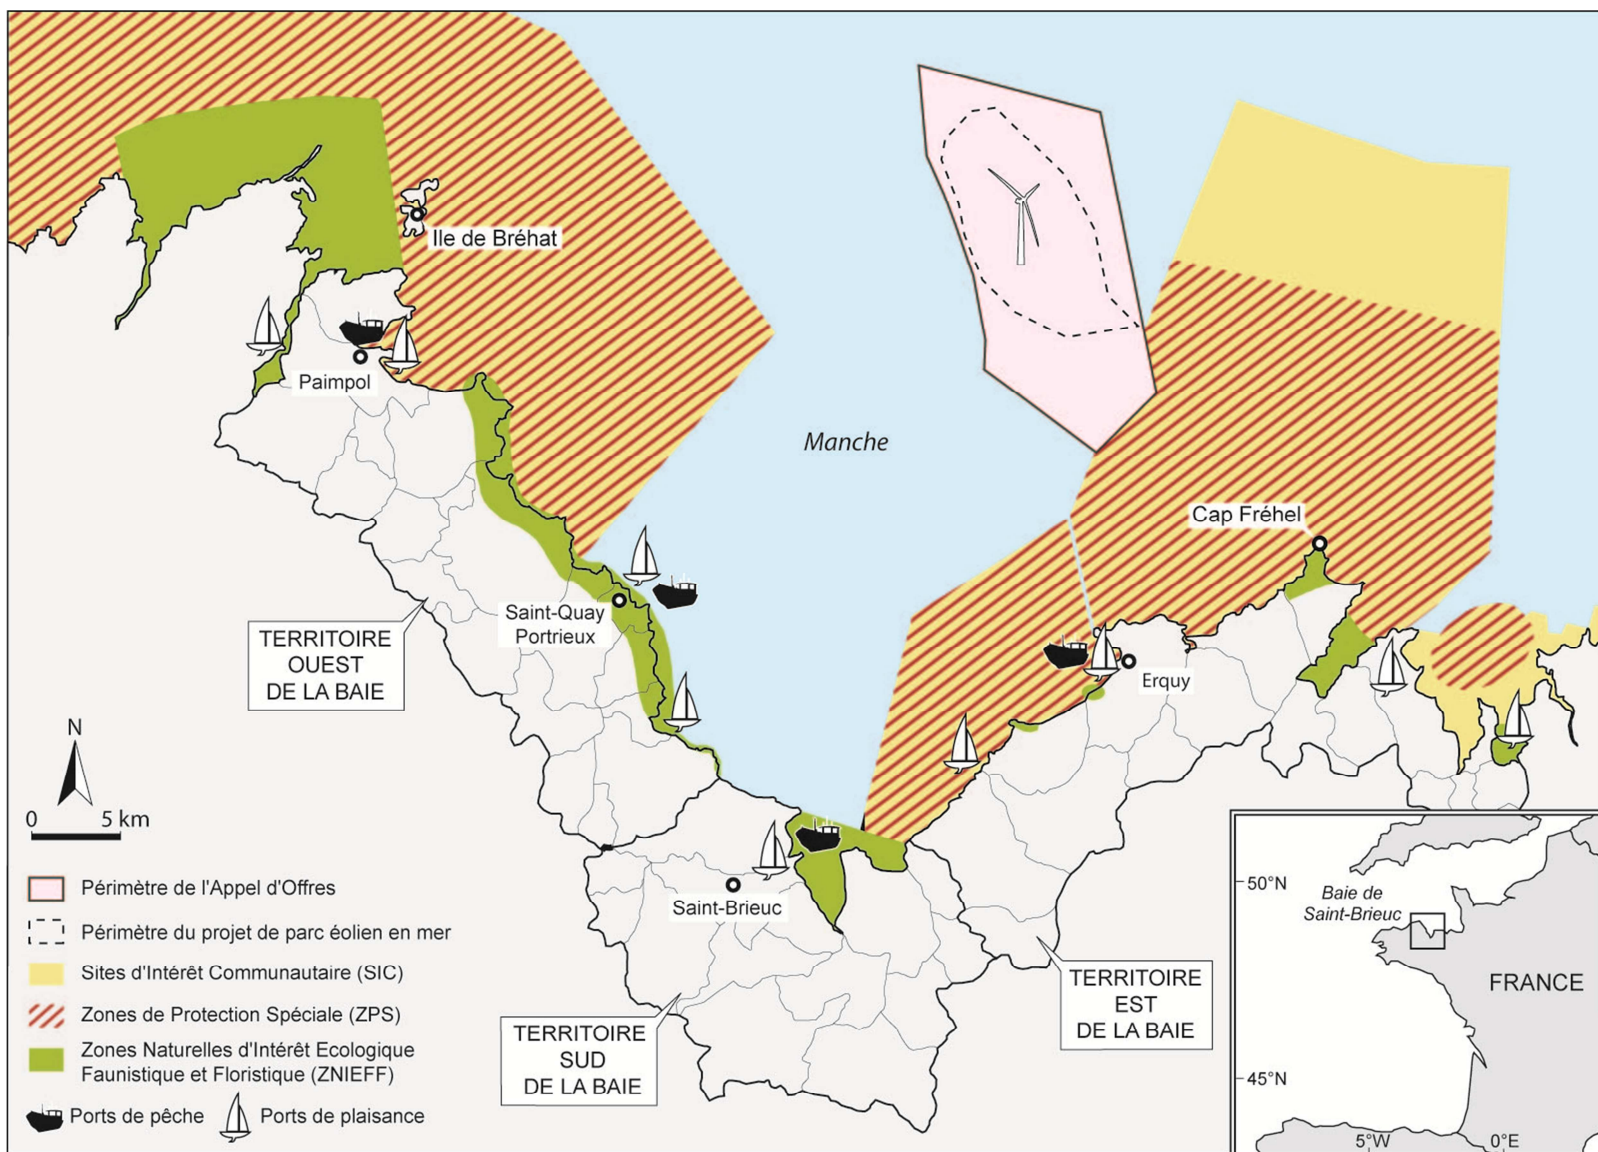 Ile de Bréhat
Paimpol
Manche
Cap Fréhel
Saint-Quay
Portrieux
TERRITOIRE
OUEST
DE LA BAIE
Erquy
N
0 5 km
Saint-Brieuc
TERRITOIRE
SUD
DE LA BAIE
TERRITOIRE
EST
DE LA BAIE
Périmètre de l'Appel d'Offres
Périmètre du projet de parc éolien en mer
Sites d'Intérêt Communautaire (SIC)
Zones de Protection Spéciale (ZPS)
Zones Naturelles d'Intérêt Ecologique
Faunistique et Floristique (ZNIEFF)
Ports de pêche
Ports de plaisance
50°N
Baie de
Saint-Brieuc
FRANCE
45°N
5°W
0°E